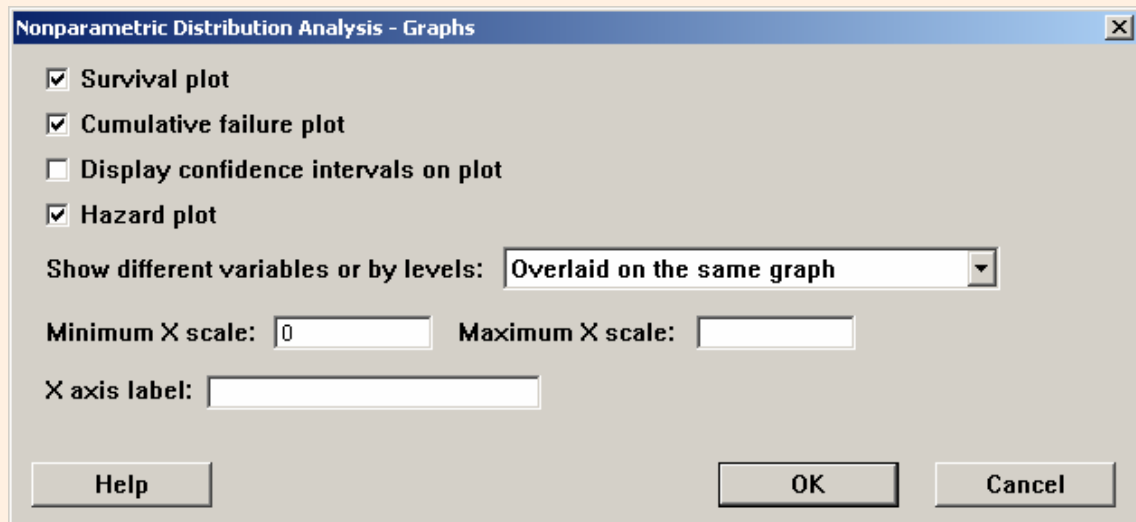 Nonparametric Distribution Analysis - Graphs
Survival plot
Cumulative failure plot
Display confidence intervals on plot
Hazard plot
Show different variables or by levels: Overlaid on the same graph
Minimum X scale: 0 Maximum X scale:
X axis label:
Help OK Cancel